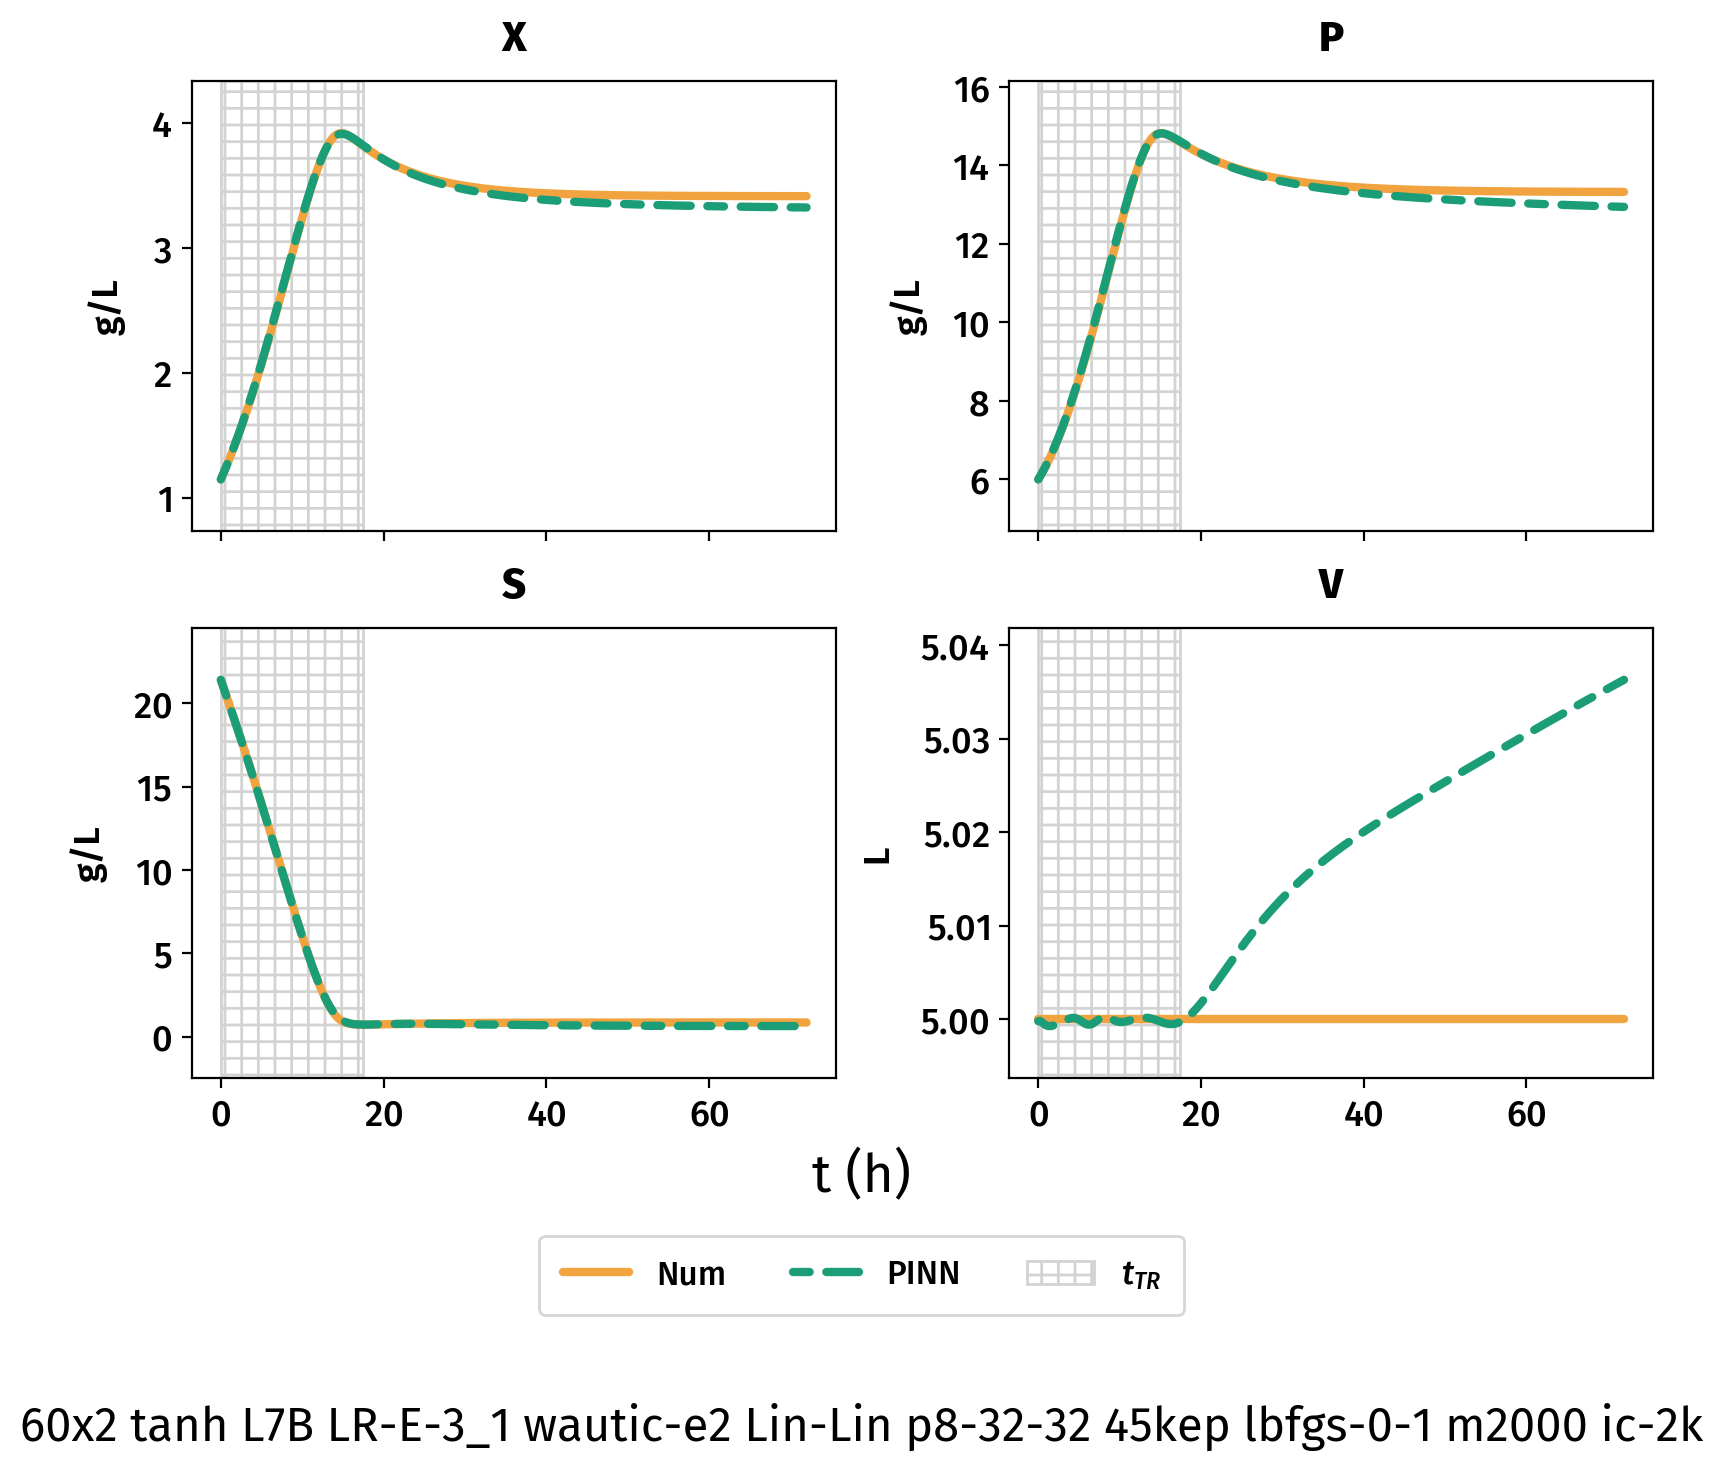 X
P
4
3
2
1
g/L
16
14
12
10
8
6
g/L
S
V
20
15
10
5
0
g/L
0 20 40 60
5.04
5.03
5.02
5.01
5.00
L
0 20 40 60
t (h)
Num PINN t_TR
60x2 tanh L7B LR-E-3_1 wautic-e2 Lin-Lin p8-32-32 45kep lbfgs-0-1 m2000 ic-2k